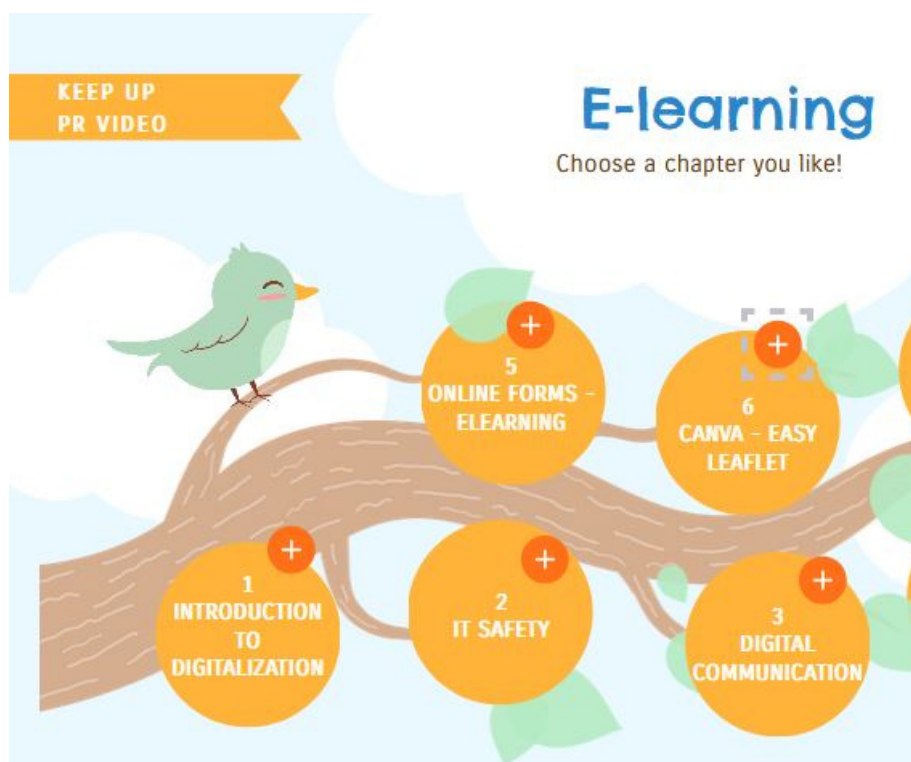 KEEP UP
PR VIDEO
E-learning
Choose a chapter you like!
5
ONLINE FORMS -
ELEARNING
6
CANVA - EASY
LEAFLET
1
INTRODUCTION
TO
DIGITALIZATION
2
IT SAFETY
3
DIGITAL
COMMUNICATION